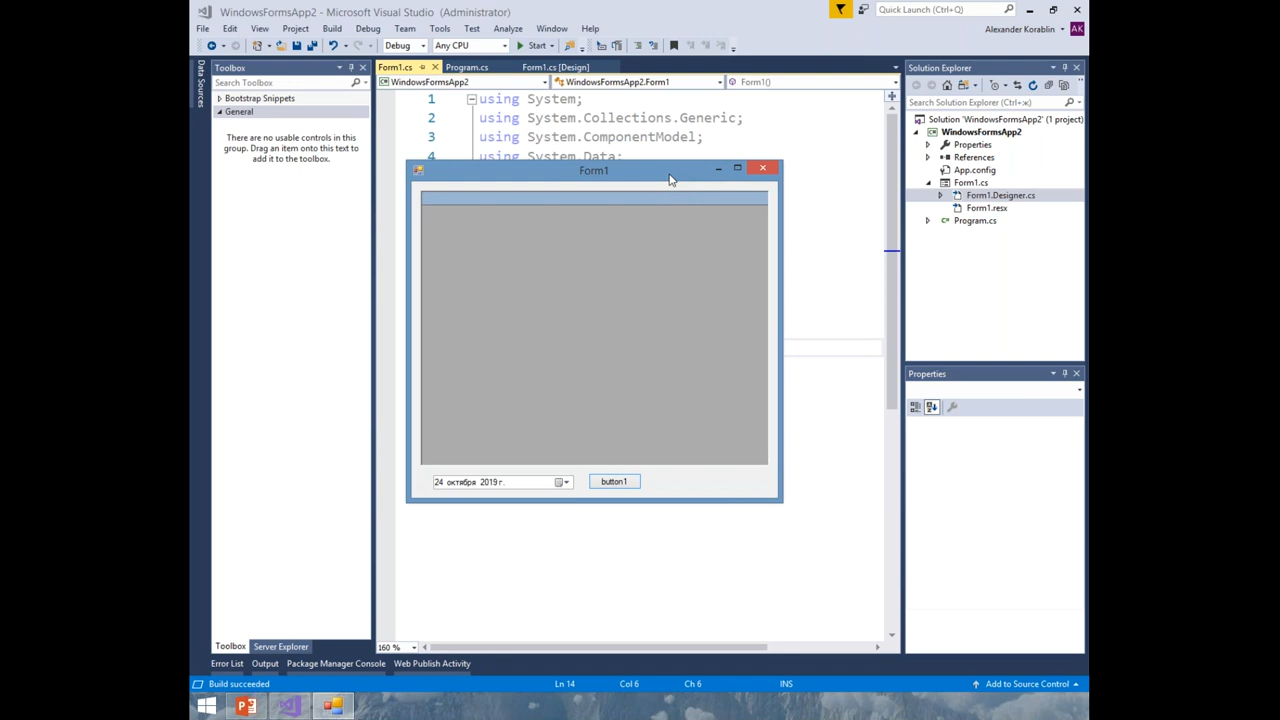 WindowsFormsApp2 - Microsoft Visual Studio (Administrator)
Quick Launch (Ctrl+Q)
File Edit View Project Build Debug Team Tools Test Analyze Window Help
Alexander Korablin AK
Debug Any CPU Start
Data Sources
Toolbox
Search Toolbox
Bootstrap Snippets
General
There are no usable controls in this
group. Drag an item onto this text to
add it to the toolbox.
Form1.cs Program.cs Form1.cs [Design]
WindowsFormsApp2 WindowsFormsApp2.Form1 Form1()
1 using System;
2 using System.Collections.Generic;
3 using System.ComponentModel;
4 using System.Data;
Form1
24 октября 2019 г.
button1
Solution Explorer
Search Solution Explorer (Ctrl+ж)
Solution 'WindowsFormsApp2' (1 project)
WindowsFormsApp2
Properties
References
App.config
Form1.cs
Form1.Designer.cs
Form1.resx
Program.cs
Properties
160 %
Toolbox Server Explorer
Error List Output Package Manager Console Web Publish Activity
Build succeeded Ln 14 Col 6 Ch 6 INS Add to Source Control